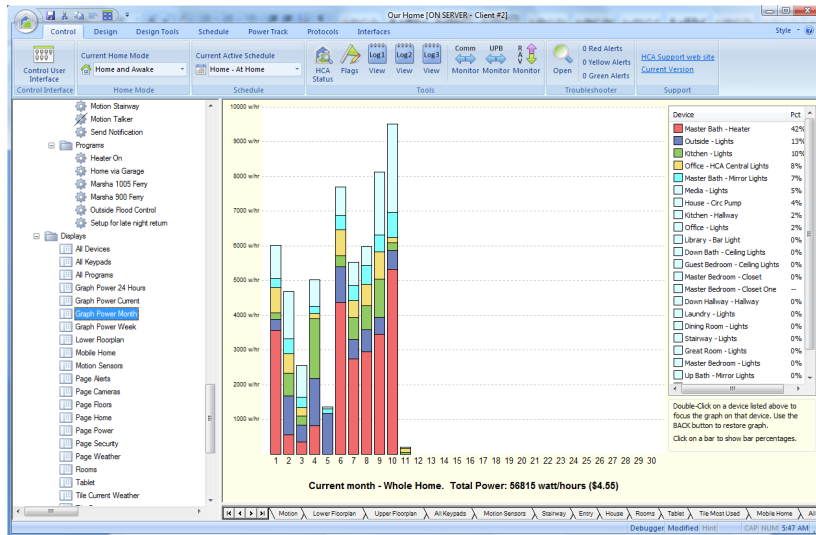 Our Home [ON SERVER - Client #2]
Control Design Design Tools Schedule Power Track Protocols Interfaces Style
Control User Interface
Control Interface
Current Home Mode
Home and Awake
Home Mode
Current Active Schedule
Home - At Home
Schedule
HCA Status
Flags
Log1 View
Log2 View
Log3 View
Comm Monitor
UPB Monitor
RAV Monitor
Tools
Open
0 Red Alerts
0 Yellow Alerts
0 Green Alerts
Troubleshooter
HCA Support web site
Current Version
Support
Motion Stairway
Motion Talker
Send Notification
Programs
Heater On
Home via Garage
Marsha 1005 Ferry
Marsha 900 Ferry
Outside Flood Control
Setup for late night return
Displays
All Devices
All Keypads
All Programs
Graph Power 24 Hours
Graph Power Current
Graph Power Month
Graph Power Week
Lower Floorplan
Mobile Home
Motion Sensors
Page Alerts
Page Cameras
Page Floors
Page Home
Page Power
Page Security
Page Weather
Rooms
Tablet
Tile Current Weather
10000 w/hr
9000 w/hr
8000 w/hr
7000 w/hr
6000 w/hr
5000 w/hr
4000 w/hr
3000 w/hr
2000 w/hr
1000 w/hr
1 2 3 4 5 6 7 8 9 10 11 12 13 14 15 16 17 18 19 20 21 22 23 24 25 26 27 28 29 30
Current month - Whole Home. Total Power: 56815 watt/hours ($4.55)
Device Pct
Master Bath - Heater 42%
Outside - Lights 13%
Kitchen - Lights 10%
Office - HCA Central Lights 8%
Master Bath - Mirror Lights 7%
Media - Lights 5%
House - Circ Pump 4%
Kitchen - Hallway 2%
Office - Lights 2%
Library - Bar Light 0%
Down Bath - Ceiling Lights 0%
Guest Bedroom - Ceiling Lights 0%
Master Bedroom - Closet 0%
Master Bedroom - Closet One --
Down Hallway - Hallway 0%
Laundry - Lights 0%
Dining Room - Lights 0%
Stairway - Lights 0%
Great Room - Lights 0%
Master Bedroom - Lights 0%
Up Bath - Mirror Lights 0%
Double-Click on a device listed above to
focus the graph on that device. Use the
BACK button to restore graph.
Click on a bar to show bar percentages.
Motion Lower Floorplan Upper Floorplan All Keypads Motion Sensors Stairway Entry House Rooms Tablet Tile Most Used Mobile Home
Debugger Modified Hint CAP NUM 5:47 AM